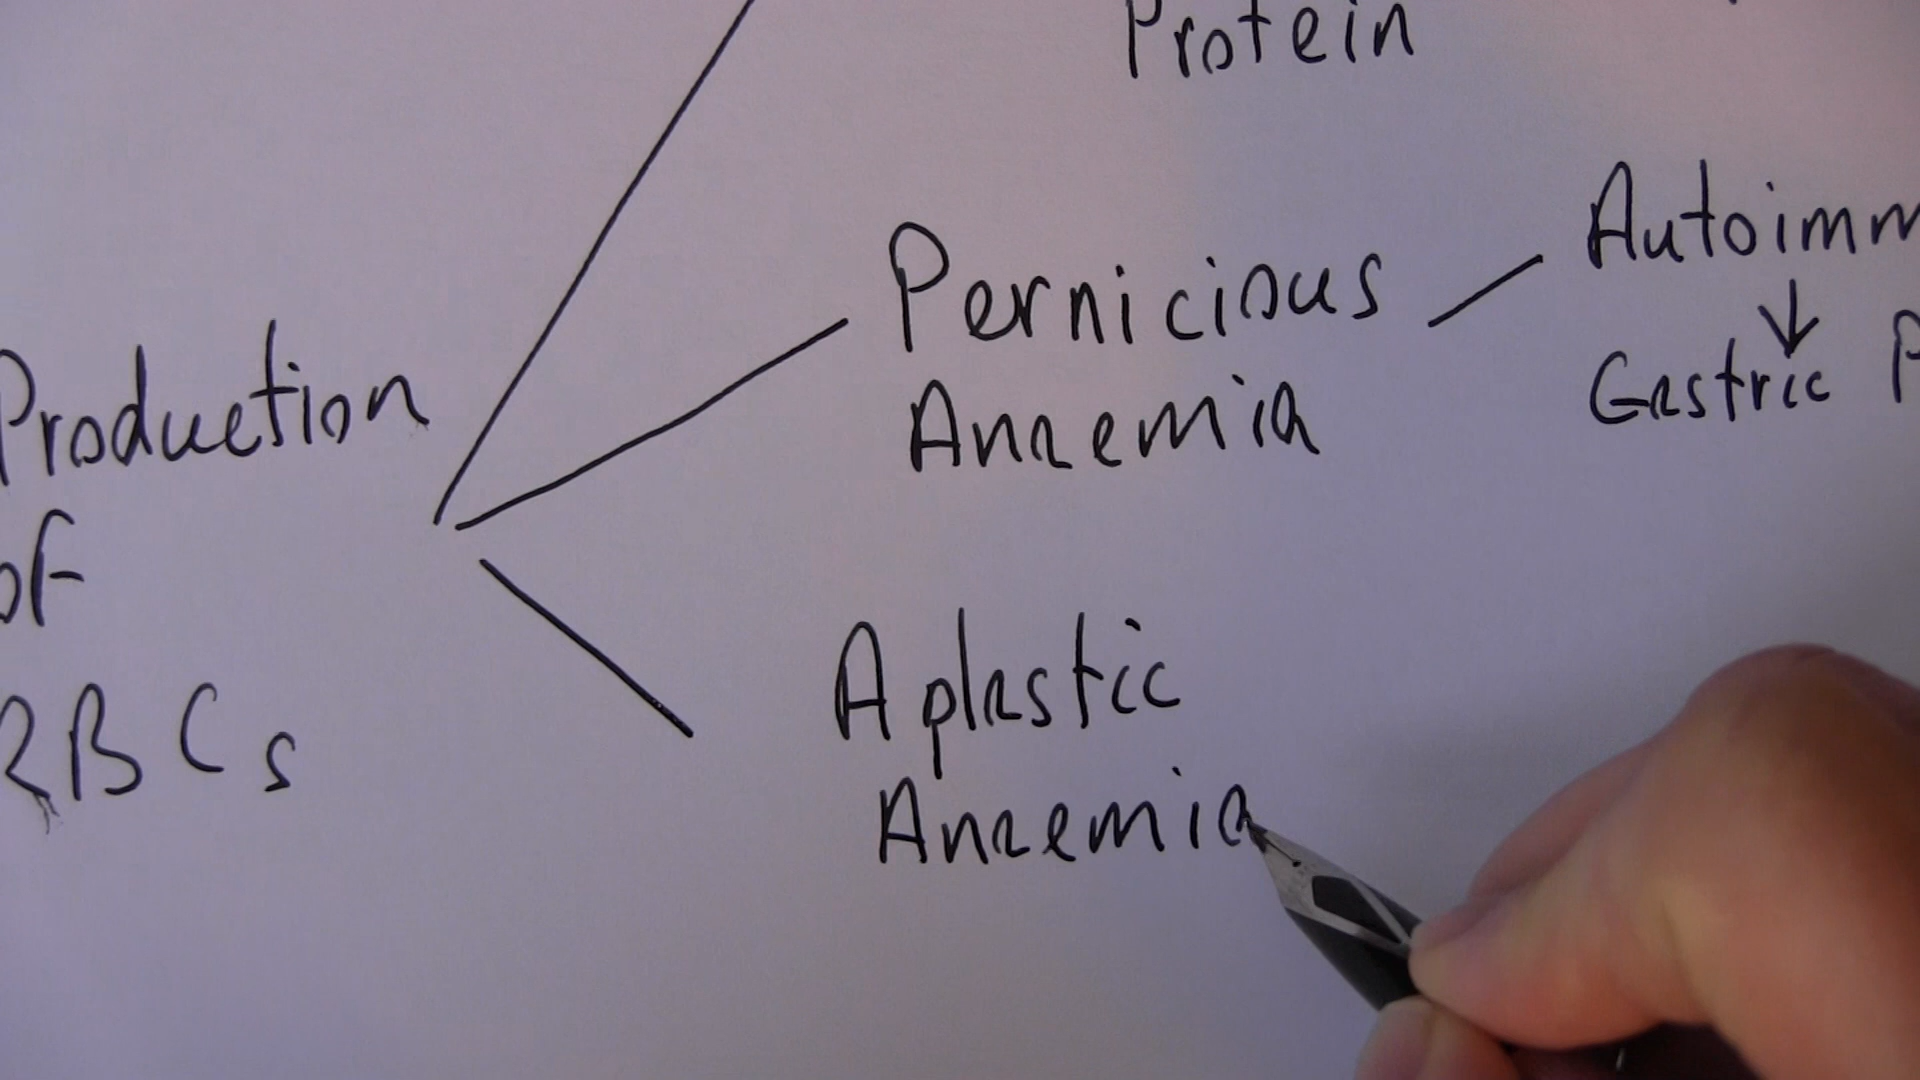 Protein
Autoimm
Pernicious
Anaemia
Gastric P
Production
of
RBCs
Aplastic
Anaemia